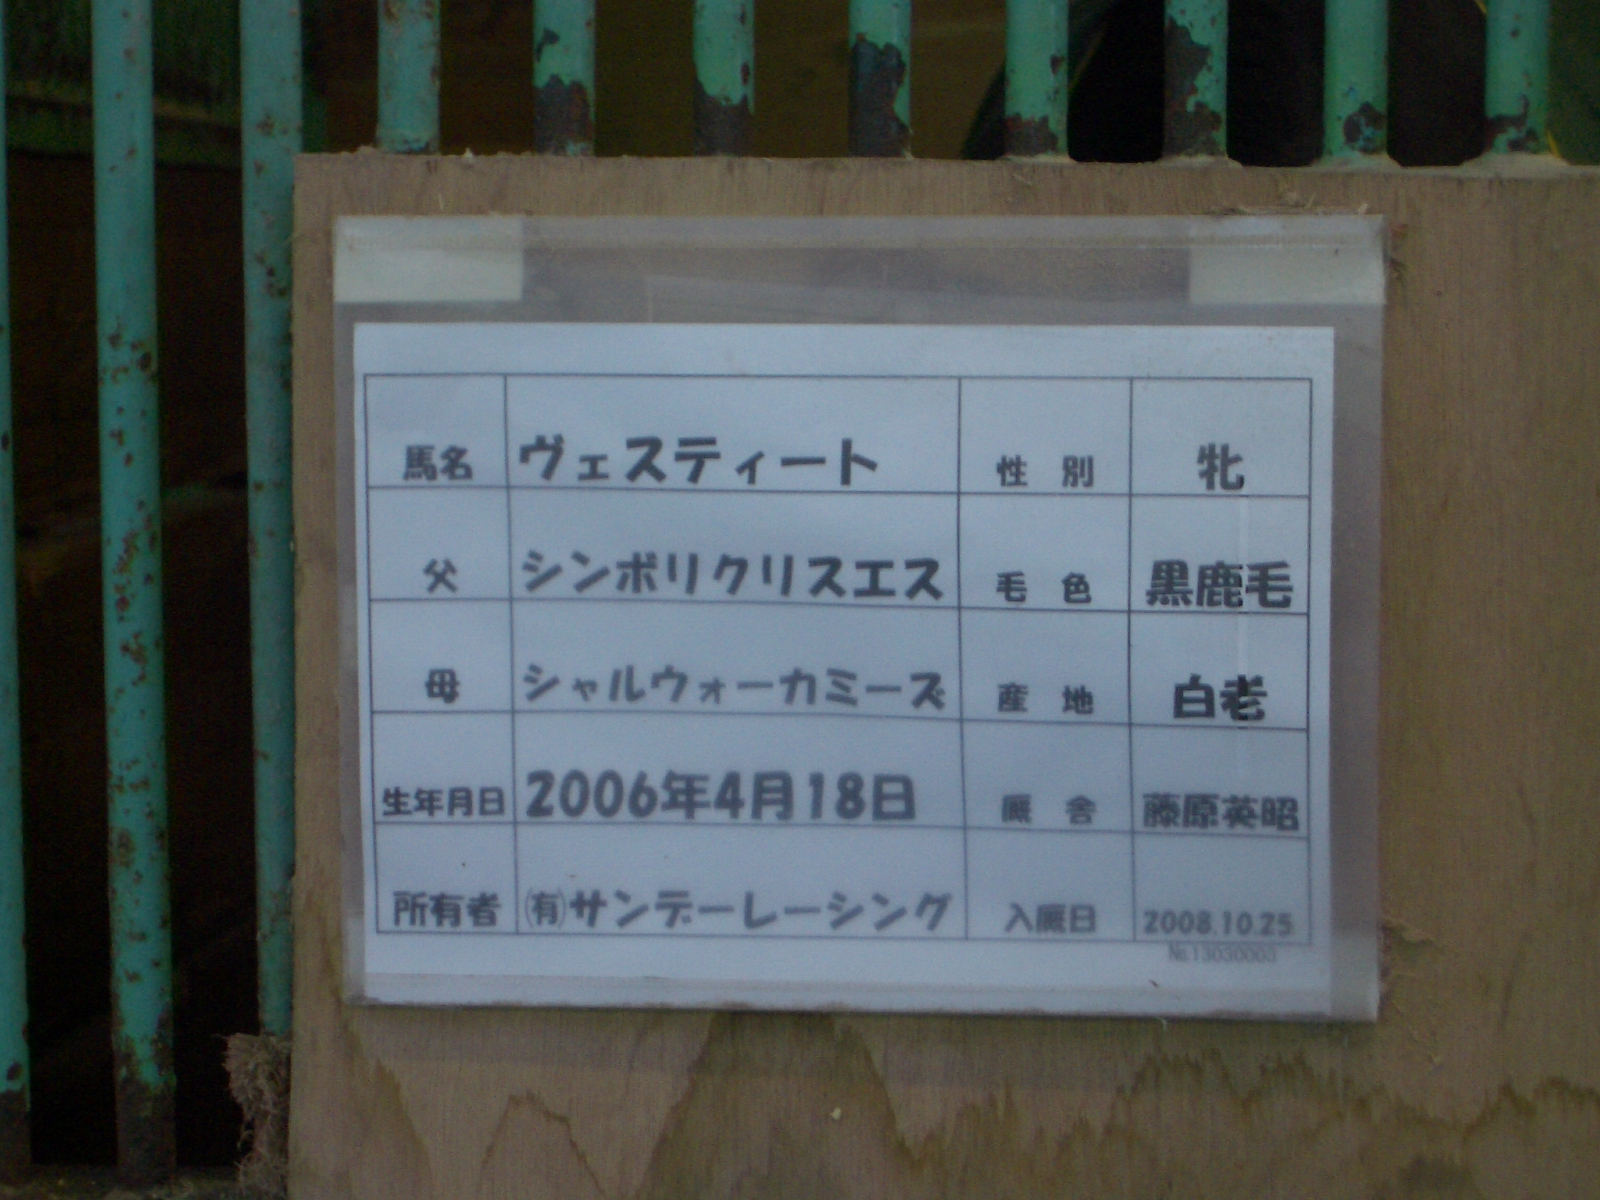 馬名 ヴェスティート 性別 牝
父 シンボリクリスエス 毛色 黒鹿毛
母 シャルウォーカミーズ 産地 白老
生年月日 2006年4月18日 厩舎 藤原英昭
所有者 ㈲サンデーレーシング 入厩日 2008.10.25
№13030003